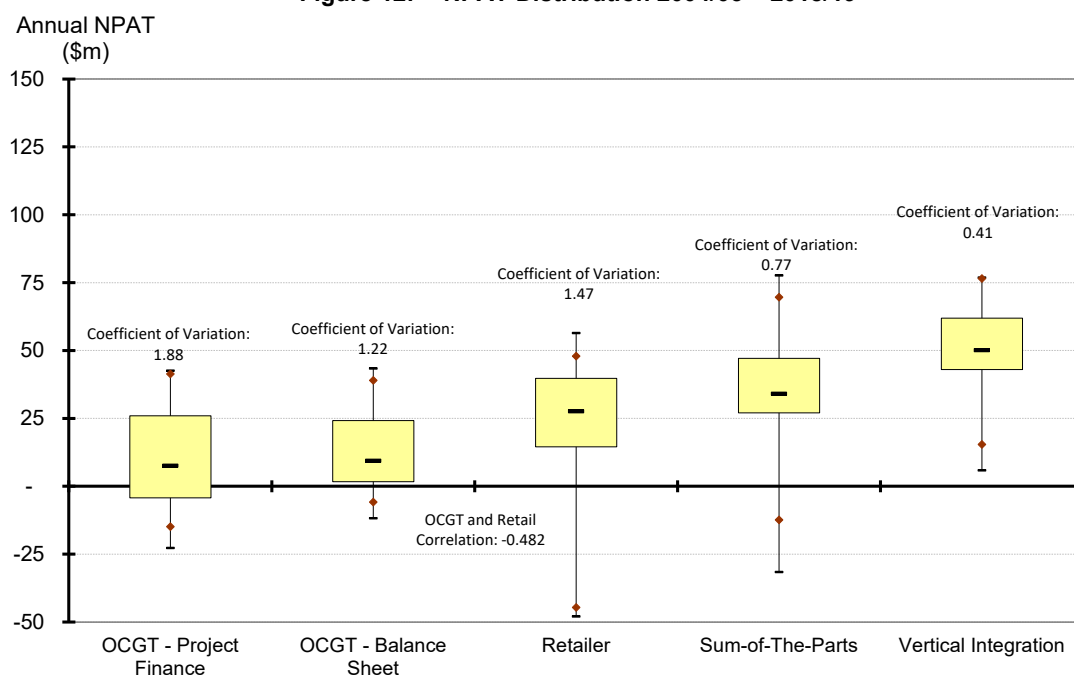 NPAT Distribution
Annual NPAT
($m)
150
125
100
75
50
25
-
-25
-50
Coefficient of Variation:
1.88
Coefficient of Variation:
1.22
Coefficient of Variation:
1.47
Coefficient of Variation:
0.77
Coefficient of Variation:
0.41
OCGT and Retail
Correlation: -0.482
OCGT - Project
Finance
OCGT - Balance
Sheet
Retailer
Sum-of-The-Parts
Vertical Integration